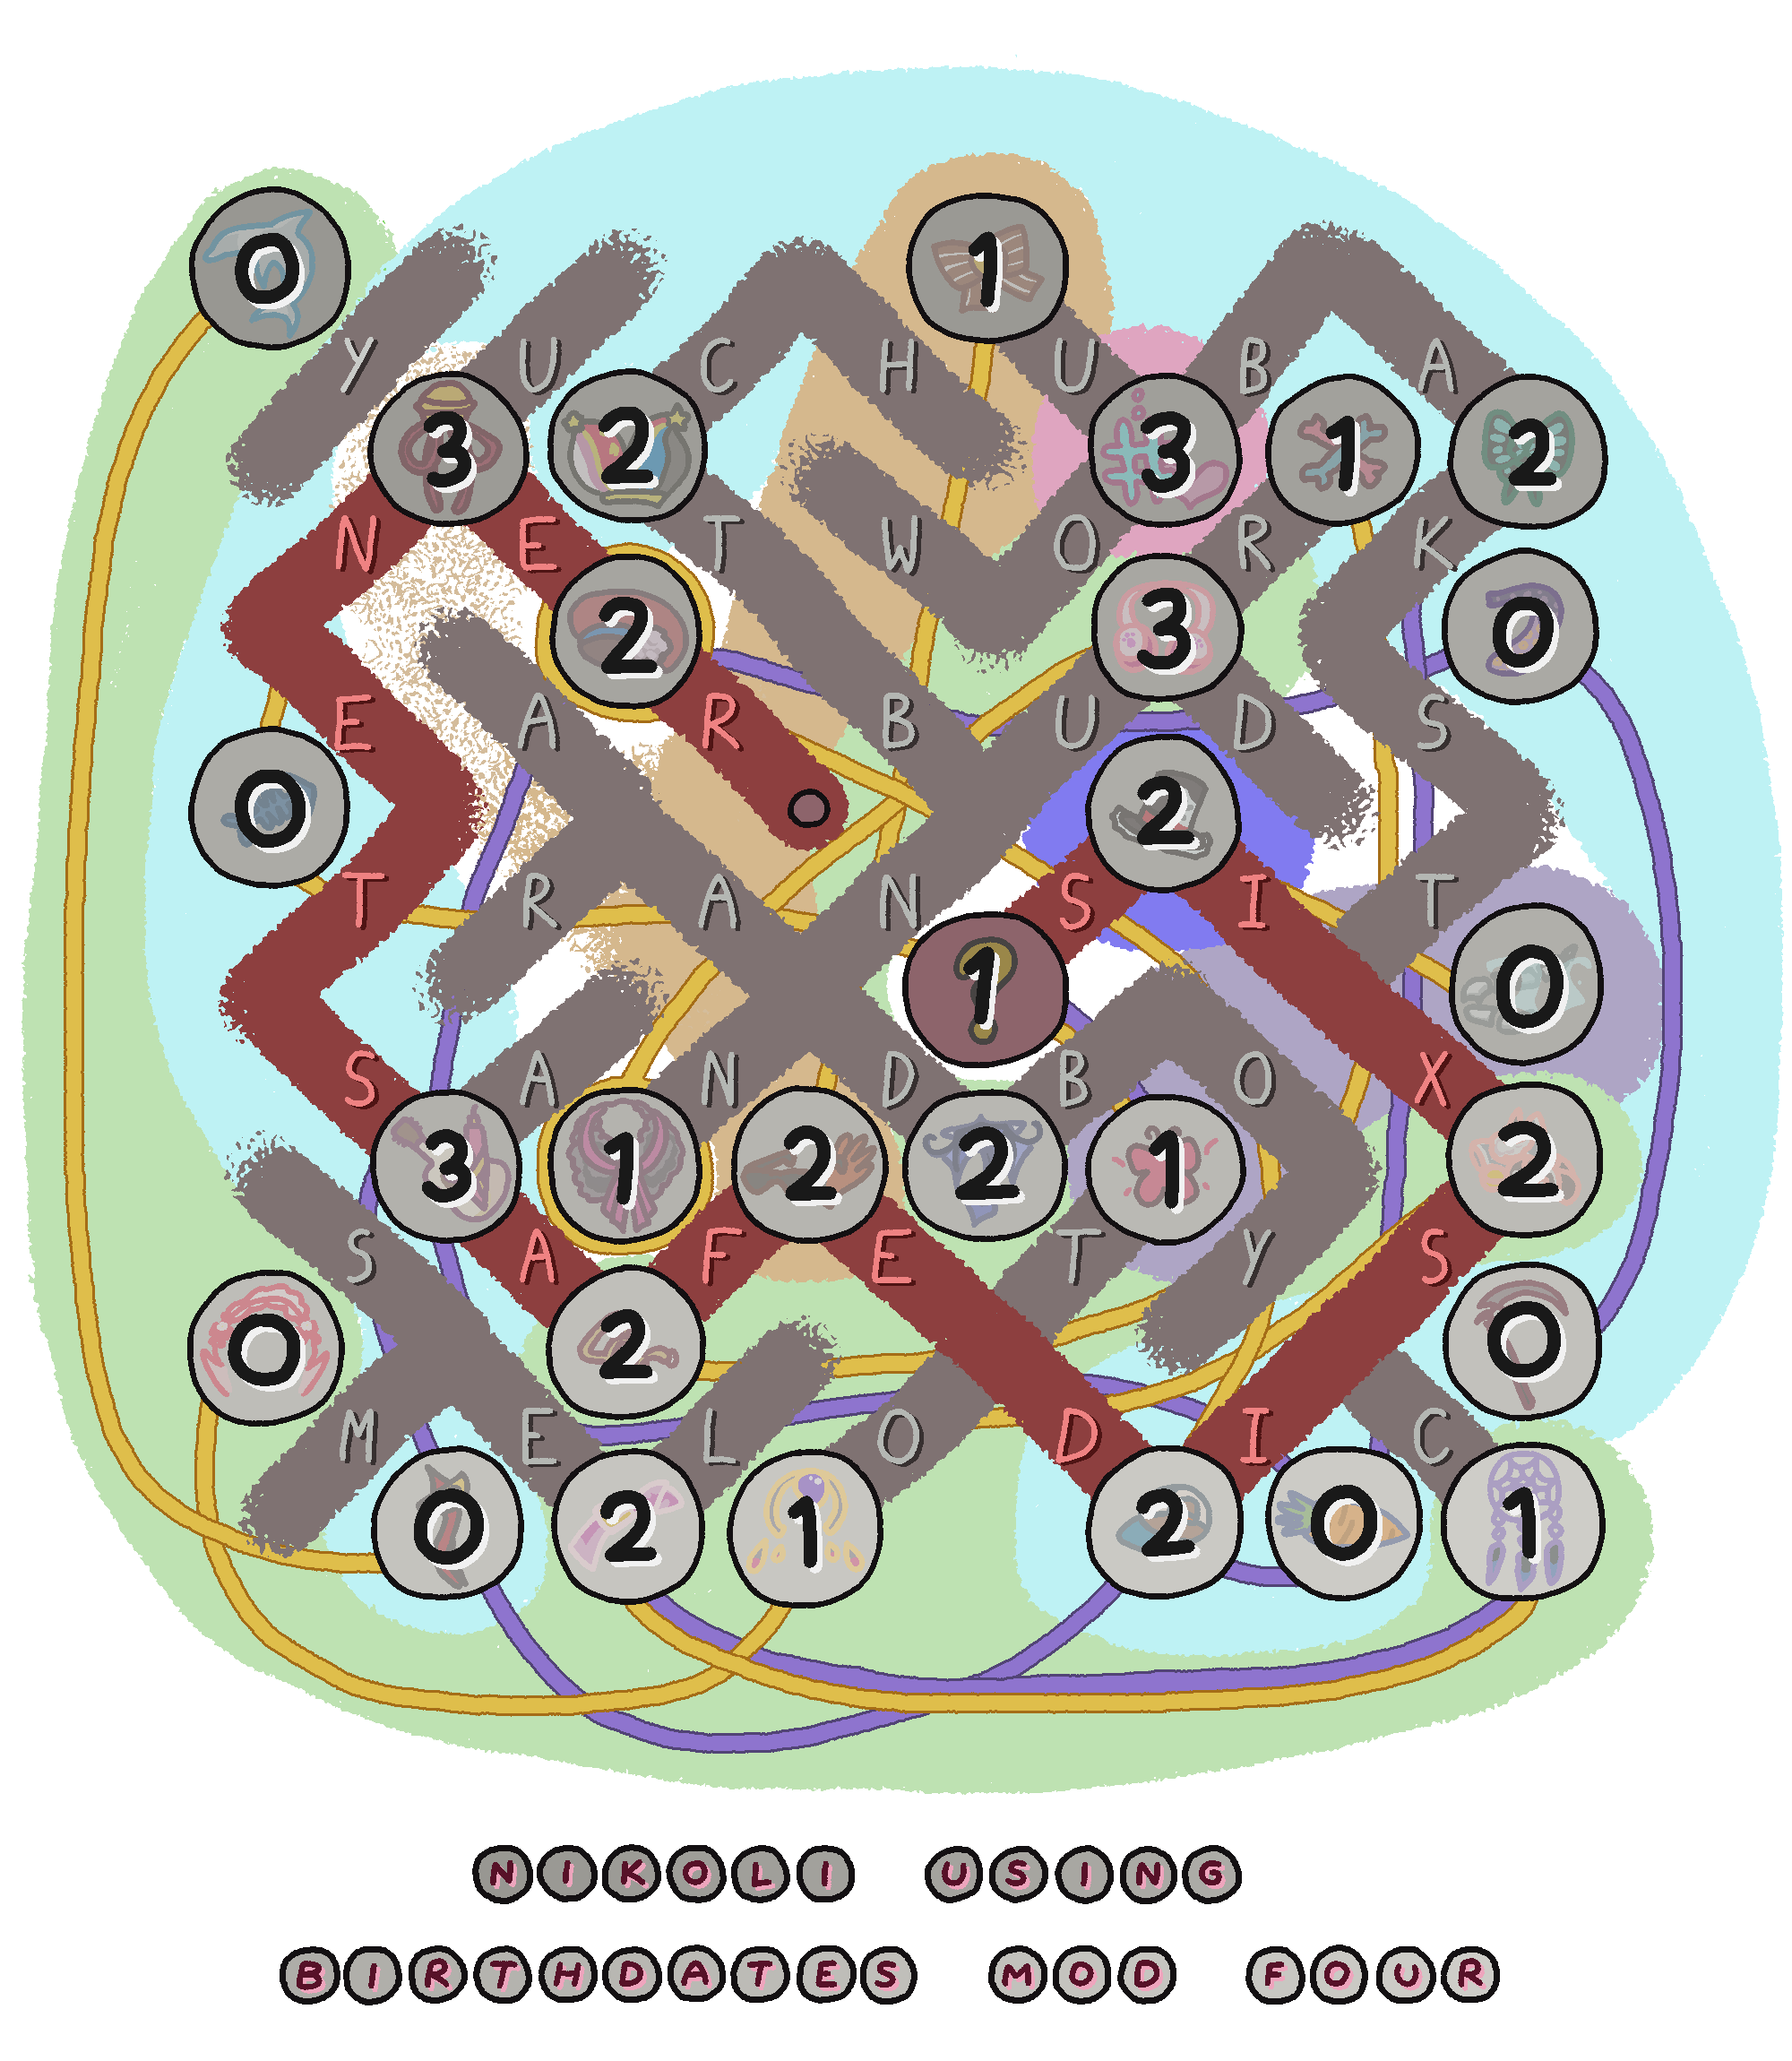 0 1
Y U C H U B A
3 2 3 1 2
N E T W O R K
2 3 0
E A R B U D S
0 2
T R A N S I T
1 0
S A N D B O X
3 1 2 2 1 2
S A F E T Y S
0 2 0
M E L O D I C
0 2 1 2 0 1
NIKOLI USING
BIRTHDATES MOD FOUR